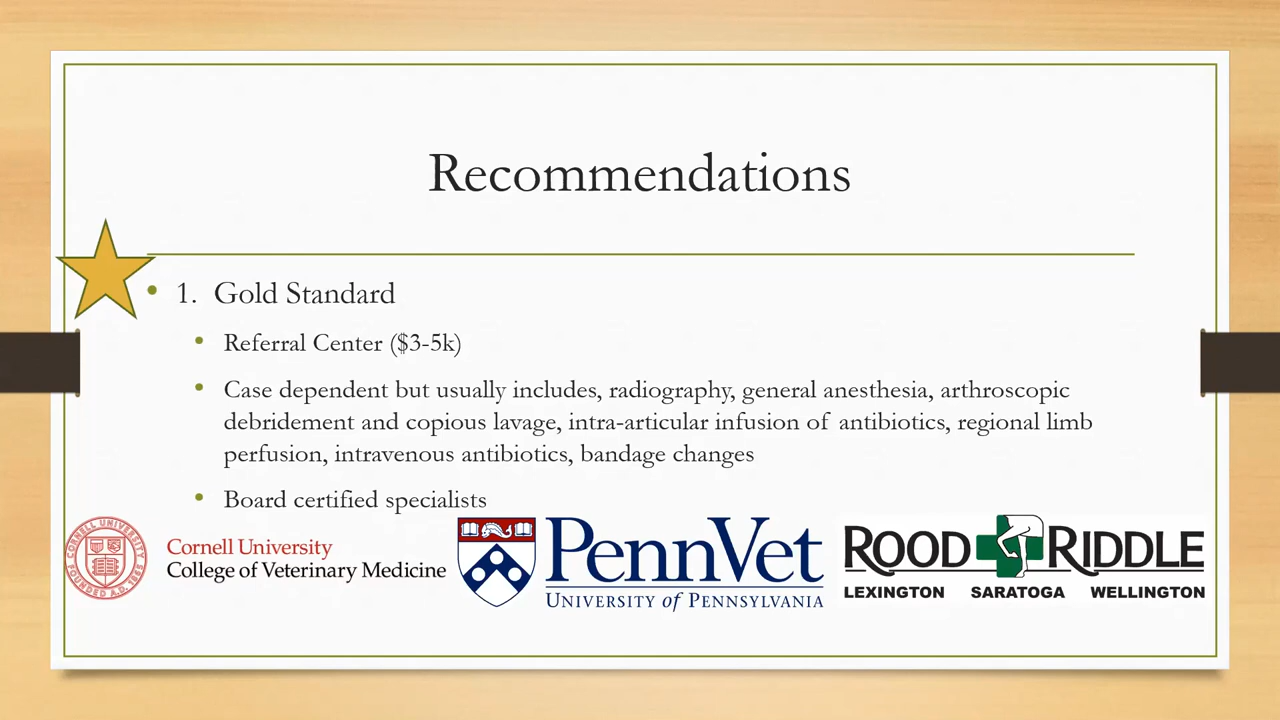 Recommendations
• 1. Gold Standard
• Referral Center ($3-5k)
• Case dependent but usually includes, radiography, general anesthesia, arthroscopic
debridement and copious lavage, intra-articular infusion of antibiotics, regional limb
perfusion, intravenous antibiotics, bandage changes
• Board certified specialists
CORNELL UNIVERSITY
FOUNDED A.D. 1865
Cornell University
College of Veterinary Medicine
PennVet
UNIVERSITY of PENNSYLVANIA
ROOD RIDDLE
LEXINGTON SARATOGA WELLINGTON